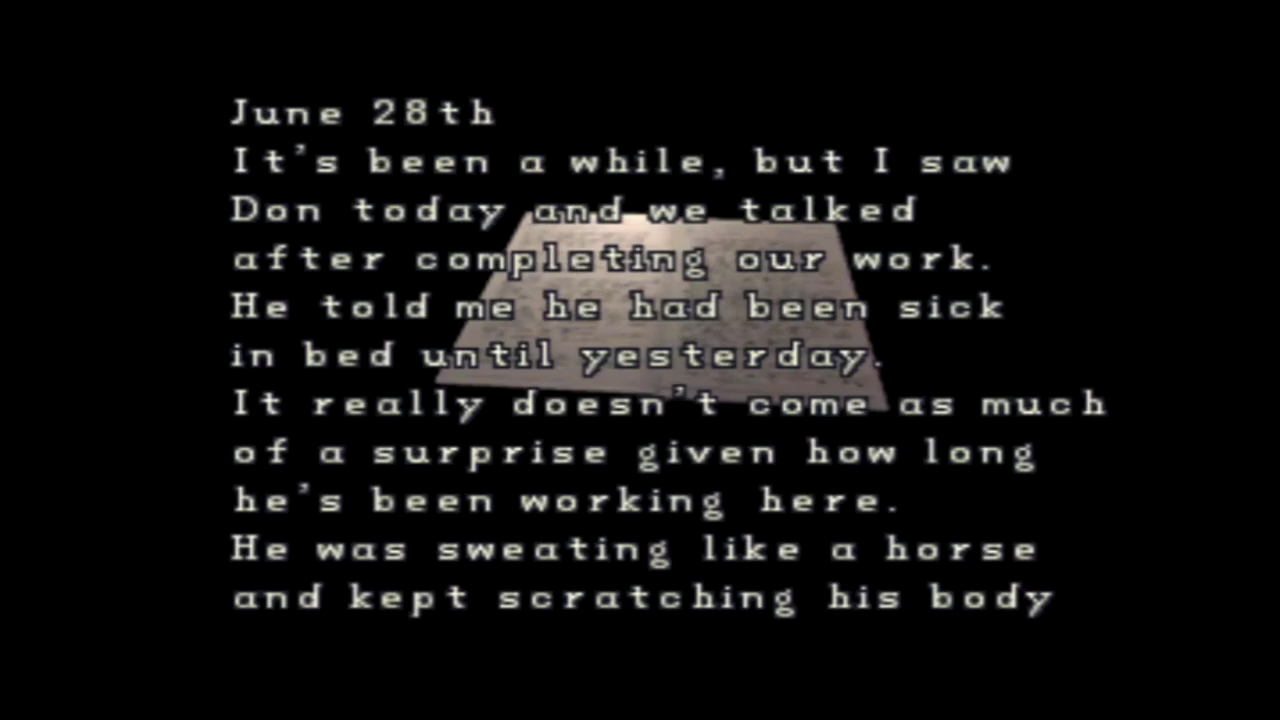 June 28th
It's been a while, but I saw
Don today and we talked
after completing our work.
He told me he had been sick
in bed until yesterday.
It really doesn't come as much
of a surprise given how long
he's been working here.
He was sweating like a horse
and kept scratching his body